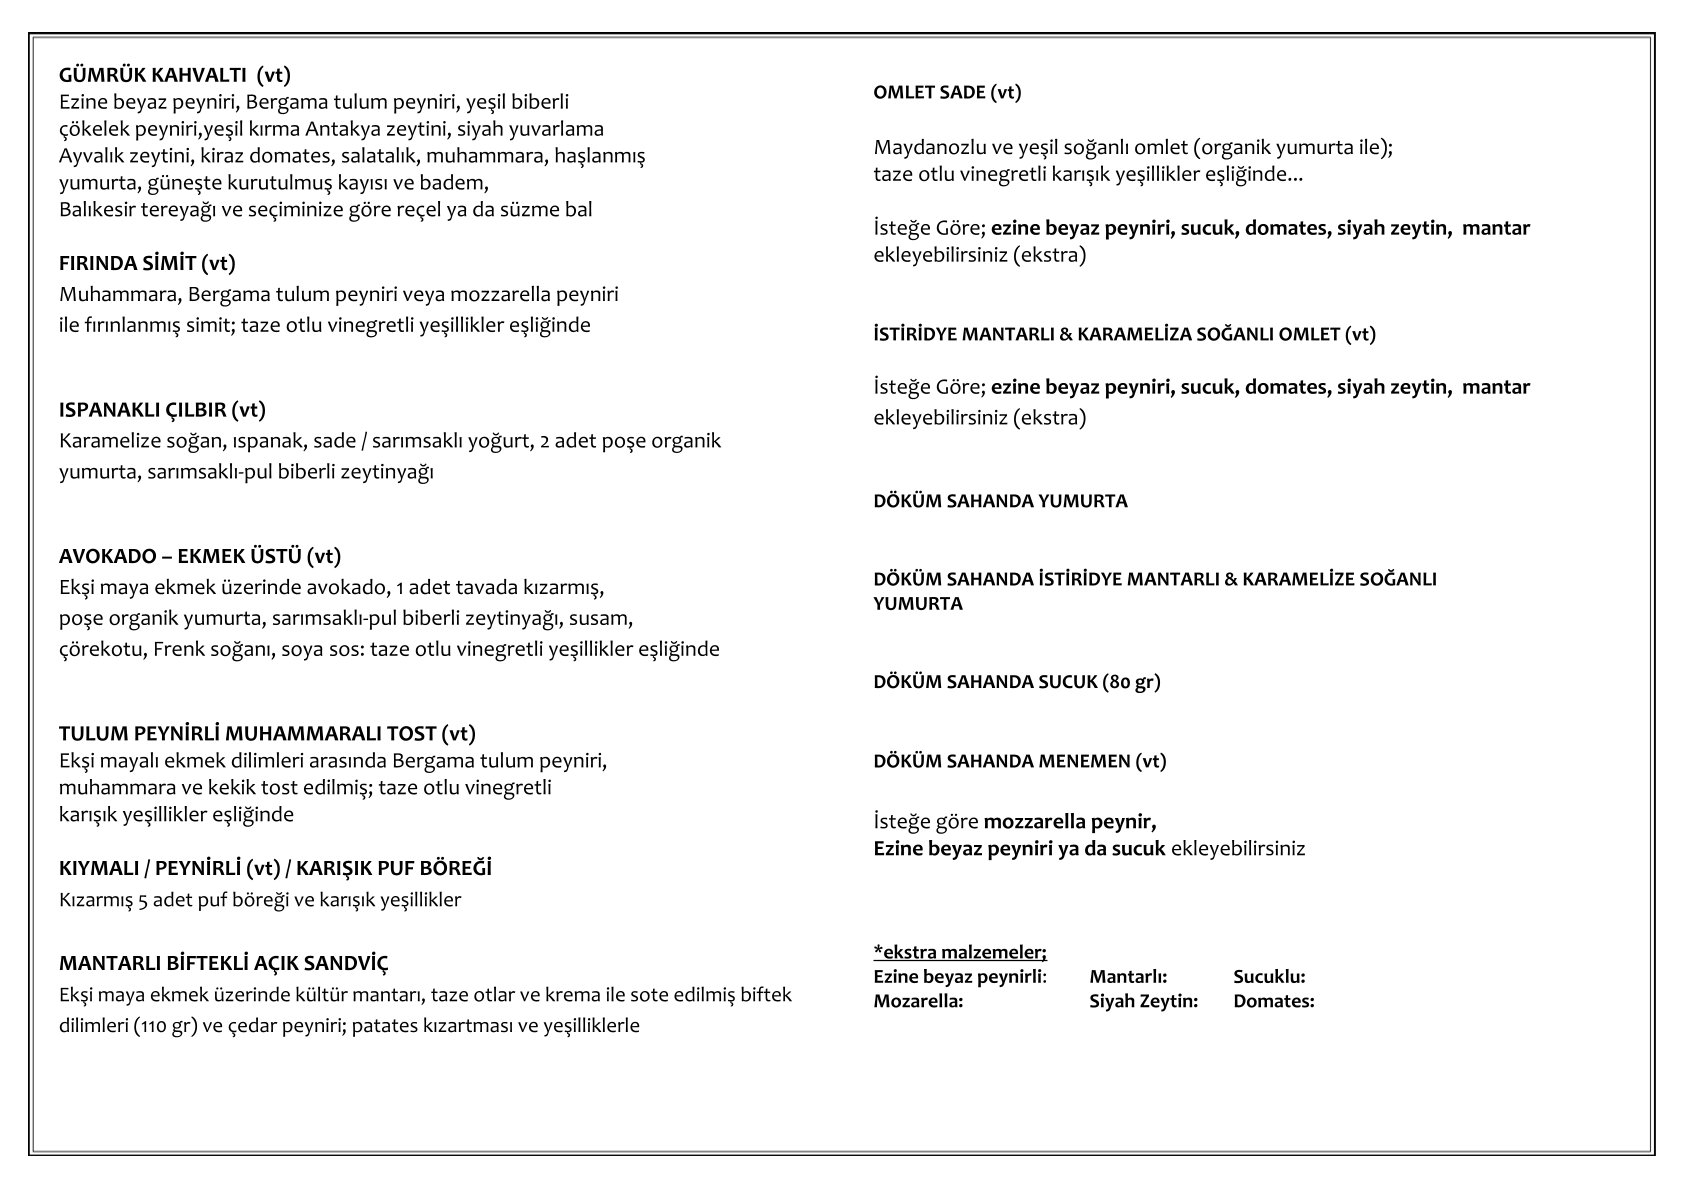 GÜMRÜK KAHVALTI  (vt)
Ezine beyaz peyniri, Bergama tulum peyniri, yeşil biberli
çökelek peyniri,yeşil kırma Antakya zeytini, siyah yuvarlama
Ayvalık zeytini, kiraz domates, salatalık, muhammara, haşlanmış
yumurta, güneşte kurutulmuş kayısı ve badem,
Balıkesir tereyağı ve seçiminize göre reçel ya da süzme bal
FIRINDA SİMİT (vt)
Muhammara, Bergama tulum peyniri veya mozzarella peyniri
ile fırınlanmış simit; taze otlu vinegretli yeşillikler eşliğinde
ISPANAKLI ÇILBIR (vt)
Karamelize soğan, ıspanak, sade / sarımsaklı yoğurt, 2 adet poşe organik
yumurta, sarımsaklı-pul biberli zeytinyağı
AVOKADO – EKMEK ÜSTÜ (vt)
Ekşi maya ekmek üzerinde avokado, 1 adet tavada kızarmış,
poşe organik yumurta, sarımsaklı-pul biberli zeytinyağı, susam,
çörekotu, Frenk soğanı, soya sos: taze otlu vinegretli yeşillikler eşliğinde
TULUM PEYNİRLİ MUHAMMARALI TOST (vt)
Ekşi mayalı ekmek dilimleri arasında Bergama tulum peyniri,
muhammara ve kekik tost edilmiş; taze otlu vinegretli
karışık yeşillikler eşliğinde
KIYMALI / PEYNİRLİ (vt) / KARIŞIK PUF BÖREĞİ
Kızarmış 5 adet puf böreği ve karışık yeşillikler
MANTARLI BİFTEKLİ AÇIK SANDVİÇ
Ekşi maya ekmek üzerinde kültür mantarı, taze otlar ve krema ile sote edilmiş biftek
dilimleri (110 gr) ve çedar peyniri; patates kızartması ve yeşilliklerle
OMLET SADE (vt)
Maydanozlu ve yeşil soğanlı omlet (organik yumurta ile);
taze otlu vinegretli karışık yeşillikler eşliğinde...
İsteğe Göre; ezine beyaz peyniri, sucuk, domates, siyah zeytin,  mantar
ekleyebilirsiniz (ekstra)
İSTİRİDYE MANTARLI & KARAMELİZA SOĞANLI OMLET (vt)
İsteğe Göre; ezine beyaz peyniri, sucuk, domates, siyah zeytin,  mantar
ekleyebilirsiniz (ekstra)
DÖKÜM SAHANDA YUMURTA
DÖKÜM SAHANDA İSTİRİDYE MANTARLI & KARAMELİZE SOĞANLI
YUMURTA
DÖKÜM SAHANDA SUCUK (80 gr)
DÖKÜM SAHANDA MENEMEN (vt)
İsteğe göre mozzarella peynir,
Ezine beyaz peyniri ya da sucuk ekleyebilirsiniz
*ekstra malzemeler;
Ezine beyaz peynirli: Mantarlı: Sucuklu:
Mozarella: Siyah Zeytin: Domates: